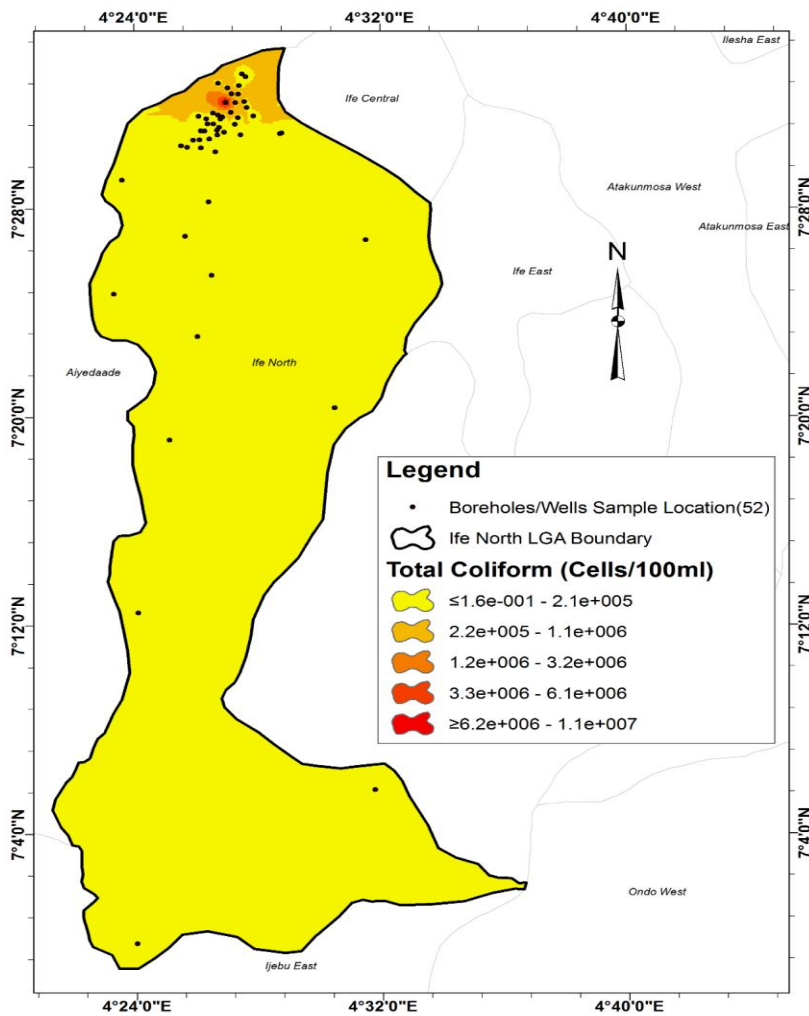 4°24'0"E 4°32'0"E 4°40'0"E
Ilesha East
Ife Central
Atakunmosa West
7°28'0"N 7°28'0"N
Atakunmosa East
N
Ife East
Ife North
Aiyedaade
7°20'0"N 7°20'0"N
Legend
Boreholes/Wells Sample Location(52)
Ife North LGA Boundary
Total Coliform (Cells/100ml)
≤1.6e-001 - 2.1e+005
2.2e+005 - 1.1e+006
1.2e+006 - 3.2e+006
3.3e+006 - 6.1e+006
≥6.2e+006 - 1.1e+007
7°12'0"N 7°12'0"N
7°4'0"N 7°4'0"N
Ondo West
Ijebu East
4°24'0"E 4°32'0"E 4°40'0"E